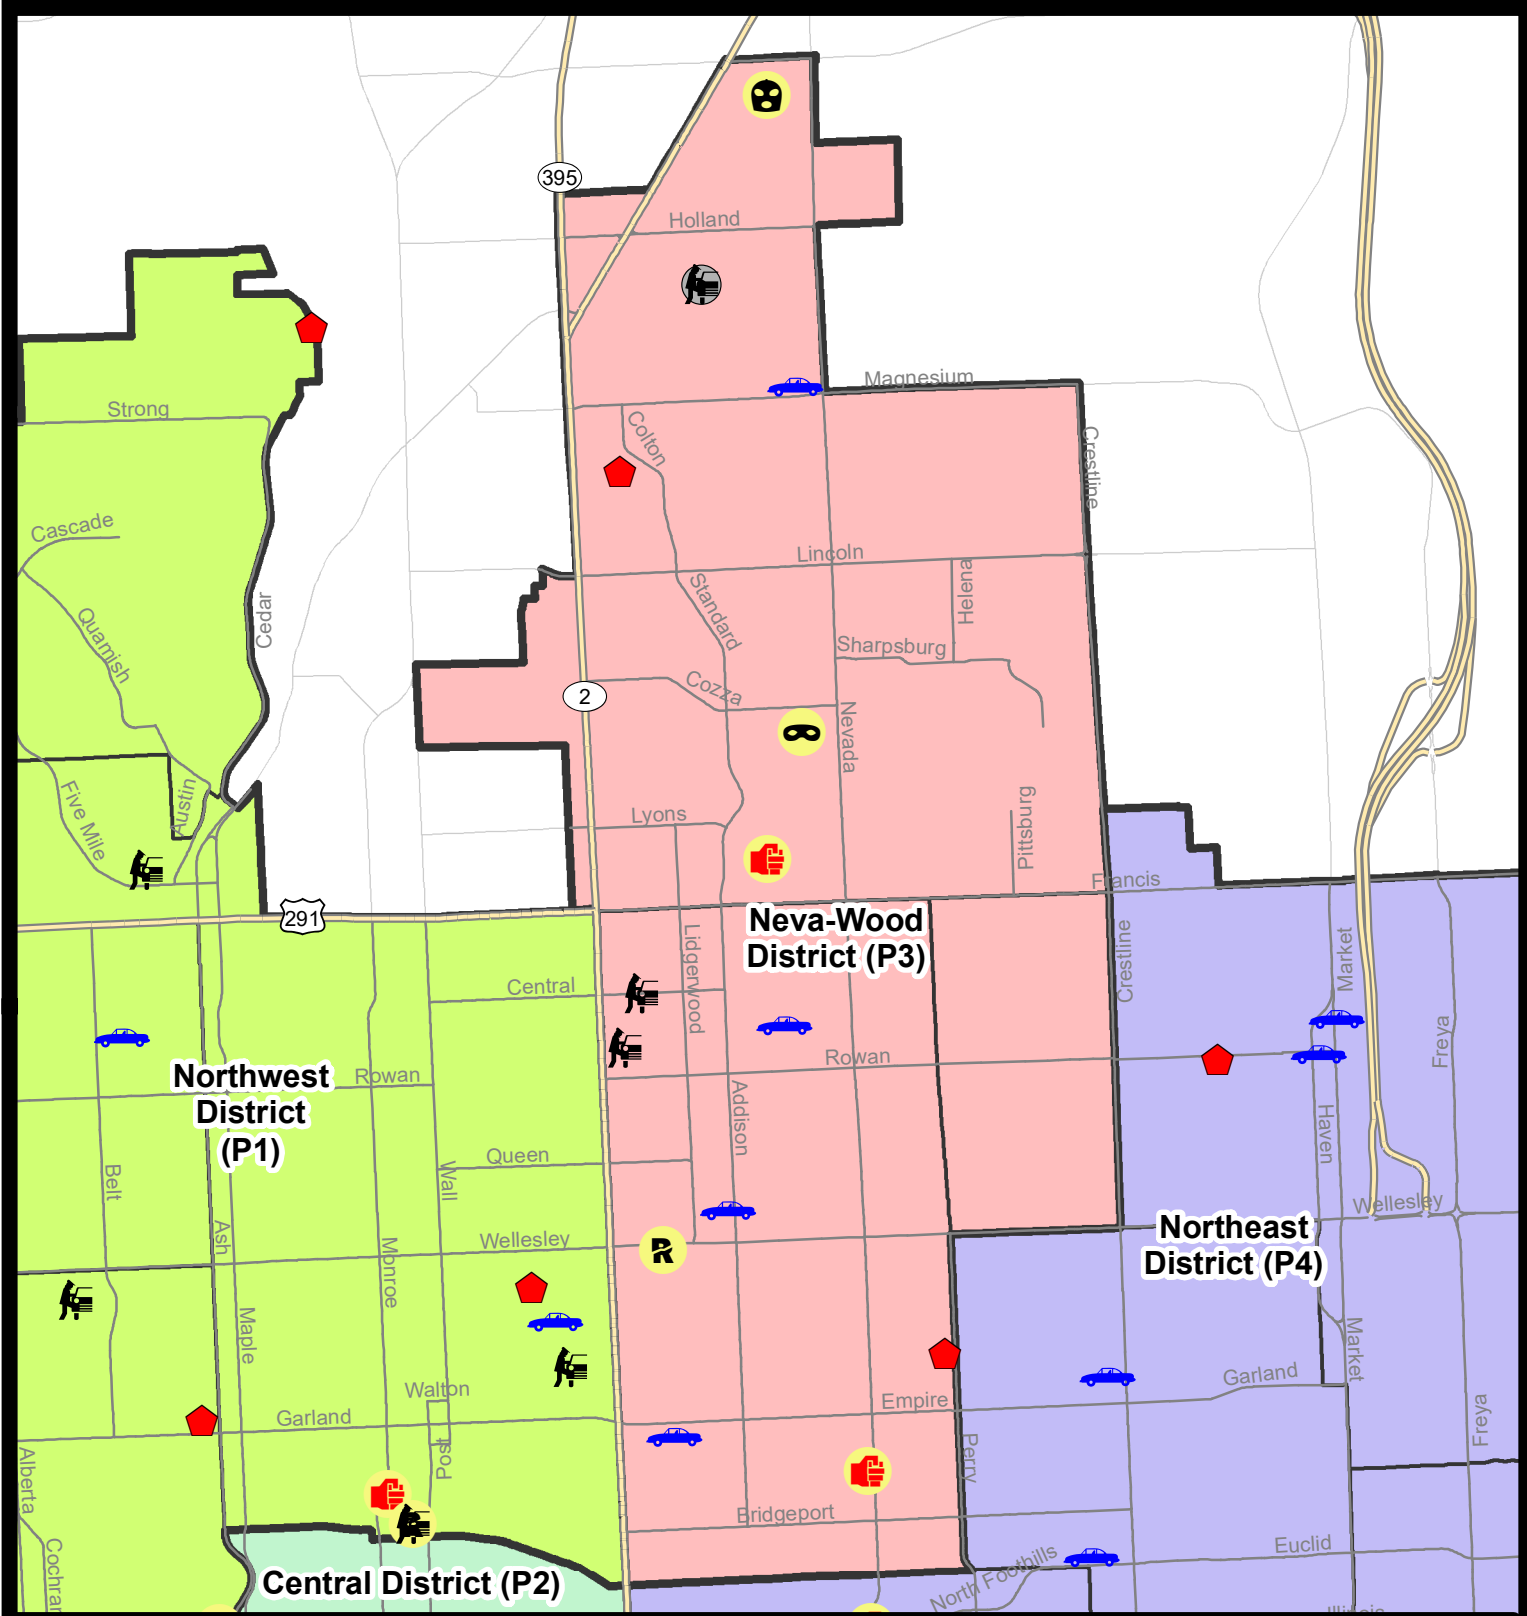 395
Holland
Magnesium
Strong
Colton
Crestline
Cascade
Lincoln
Helena
Standard
Cedar
Quamish
Sharpsburg
Cozza
2
Nevada
Five Mile
Austin
Lyons
Pittsburg
Francis
291
Neva-Wood
District (P3)
Lidgerwood
Crestline
Market
Central
Freya
Rowan
Northwest
District
(P1)
Rowan
Addison
Haven
Queen
Belt
Wall
Wellesley
Ash
Wellesley
Northeast
District (P4)
Monroe
Maple
Market
Walton
Garland
Empire
Garland
Freya
Post
Perry
Alberta
Bridgeport
Euclid
Cochran
North Foothills
Central District (P2)